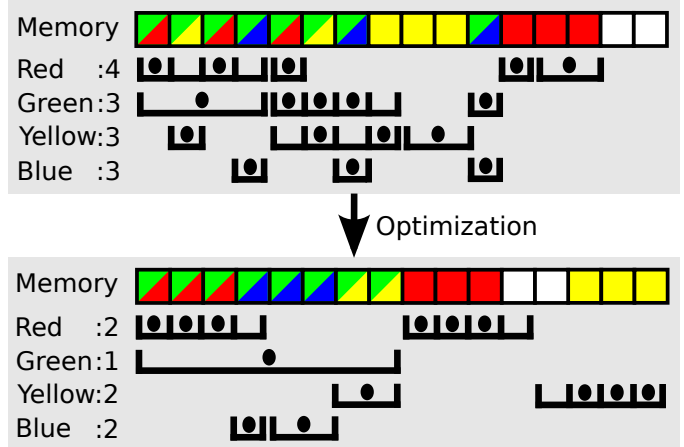 Memory
Red :4
Green:3
Yellow:3
Blue :3
Optimization
Memory
Red :2
Green:1
Yellow:2
Blue :2